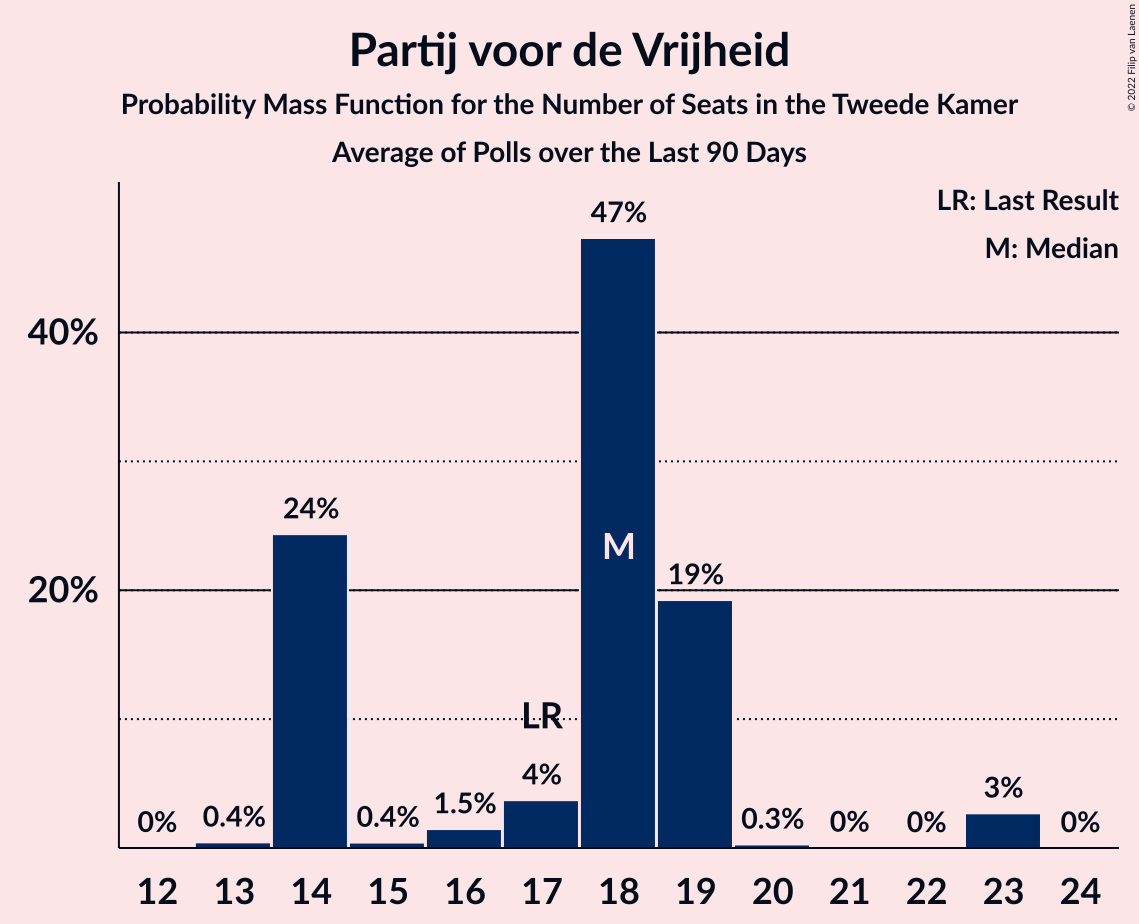 Partij voor de Vrijheid
Probability Mass Function for the Number of Seats in the Tweede Kamer
Average of Polls over the Last 90 Days
© 2022 Filip van Laenen
LR: Last Result
M: Median
47%
40%
24%
M
19%
20%
LR
4%
3%
1.5%
0% 0.4% 0.4% 0.3% 0% 0% 0%
12 13 14 15 16 17 18 19 20 21 22 23 24